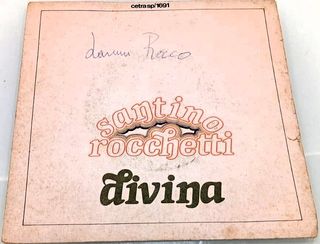 cetra sp/1691
Rocco
santino
rocchetti
divina